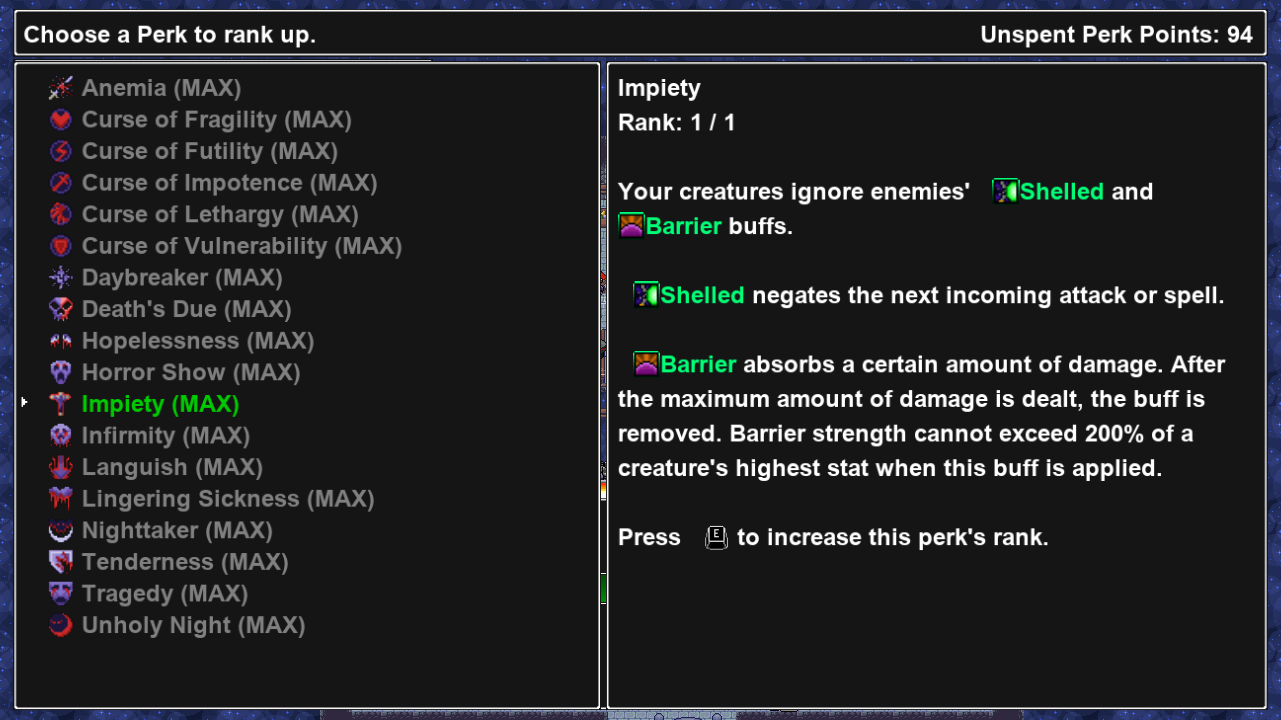 Choose a Perk to rank up.
Unspent Perk Points: 94
Anemia (MAX)
Curse of Fragility (MAX)
Curse of Futility (MAX)
Curse of Impotence (MAX)
Curse of Lethargy (MAX)
Curse of Vulnerability (MAX)
Daybreaker (MAX)
Death's Due (MAX)
Hopelessness (MAX)
Horror Show (MAX)
Impiety (MAX)
Infirmity (MAX)
Languish (MAX)
Lingering Sickness (MAX)
Nighttaker (MAX)
Tenderness (MAX)
Tragedy (MAX)
Unholy Night (MAX)
Impiety
Rank: 1 / 1
Your creatures ignore enemies' Shelled and
Barrier buffs.
Shelled negates the next incoming attack or spell.
Barrier absorbs a certain amount of damage. After
the maximum amount of damage is dealt, the buff is
removed. Barrier strength cannot exceed 200% of a
creature's highest stat when this buff is applied.
Press E to increase this perk's rank.